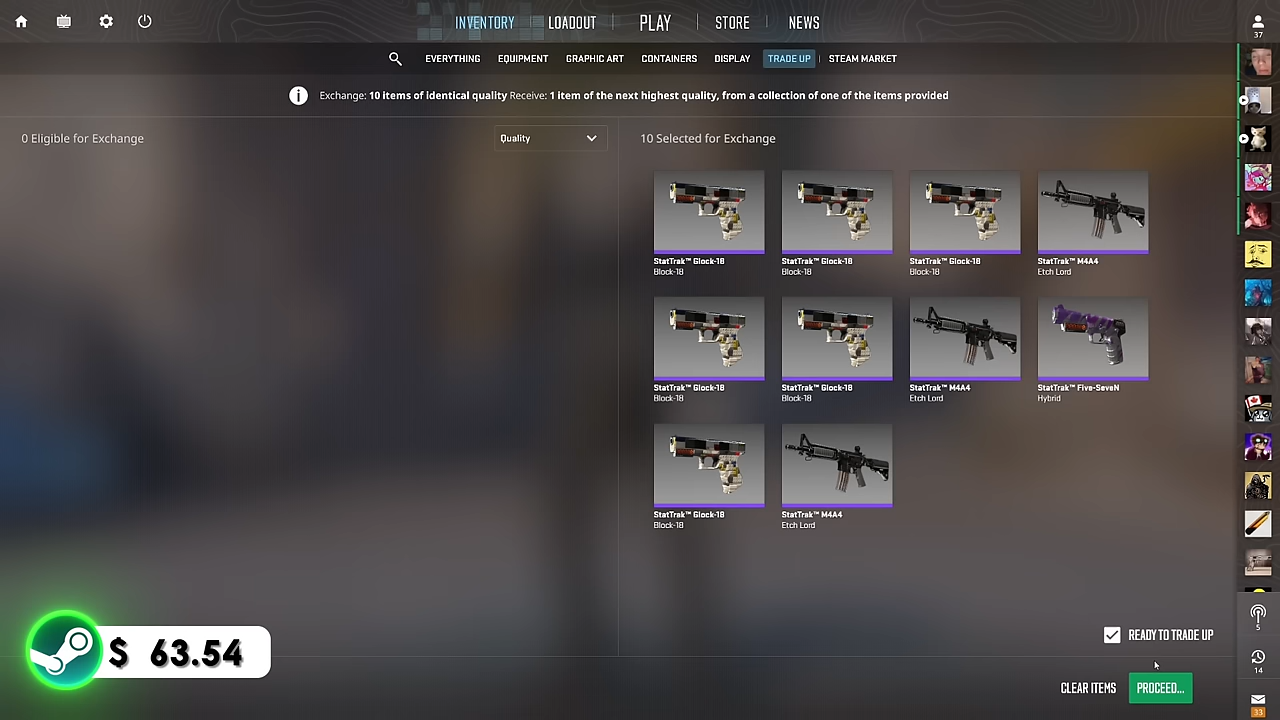 INVENTORY
LOADOUT
PLAY
STORE
NEWS
37
EVERYTHING
EQUIPMENT
GRAPHIC ART
CONTAINERS
DISPLAY
TRADE UP
STEAM MARKET
Exchange: 10 items of identical quality Receive: 1 item of the next highest quality, from a collection of one of the items provided
0 Eligible for Exchange
Quality
10 Selected for Exchange
StatTrak™ Glock-18
Block-18
StatTrak™ Glock-18
Block-18
StatTrak™ Glock-18
Block-18
StatTrak™ M4A4
Etch Lord
StatTrak™ Glock-18
Block-18
StatTrak™ Glock-18
Block-18
StatTrak™ M4A4
Etch Lord
StatTrak™ Five-SeveN
Hybrid
StatTrak™ Glock-18
Block-18
StatTrak™ M4A4
Etch Lord
READY TO TRADE UP
CLEAR ITEMS
PROCEED...
$ 63.54
5
14
33